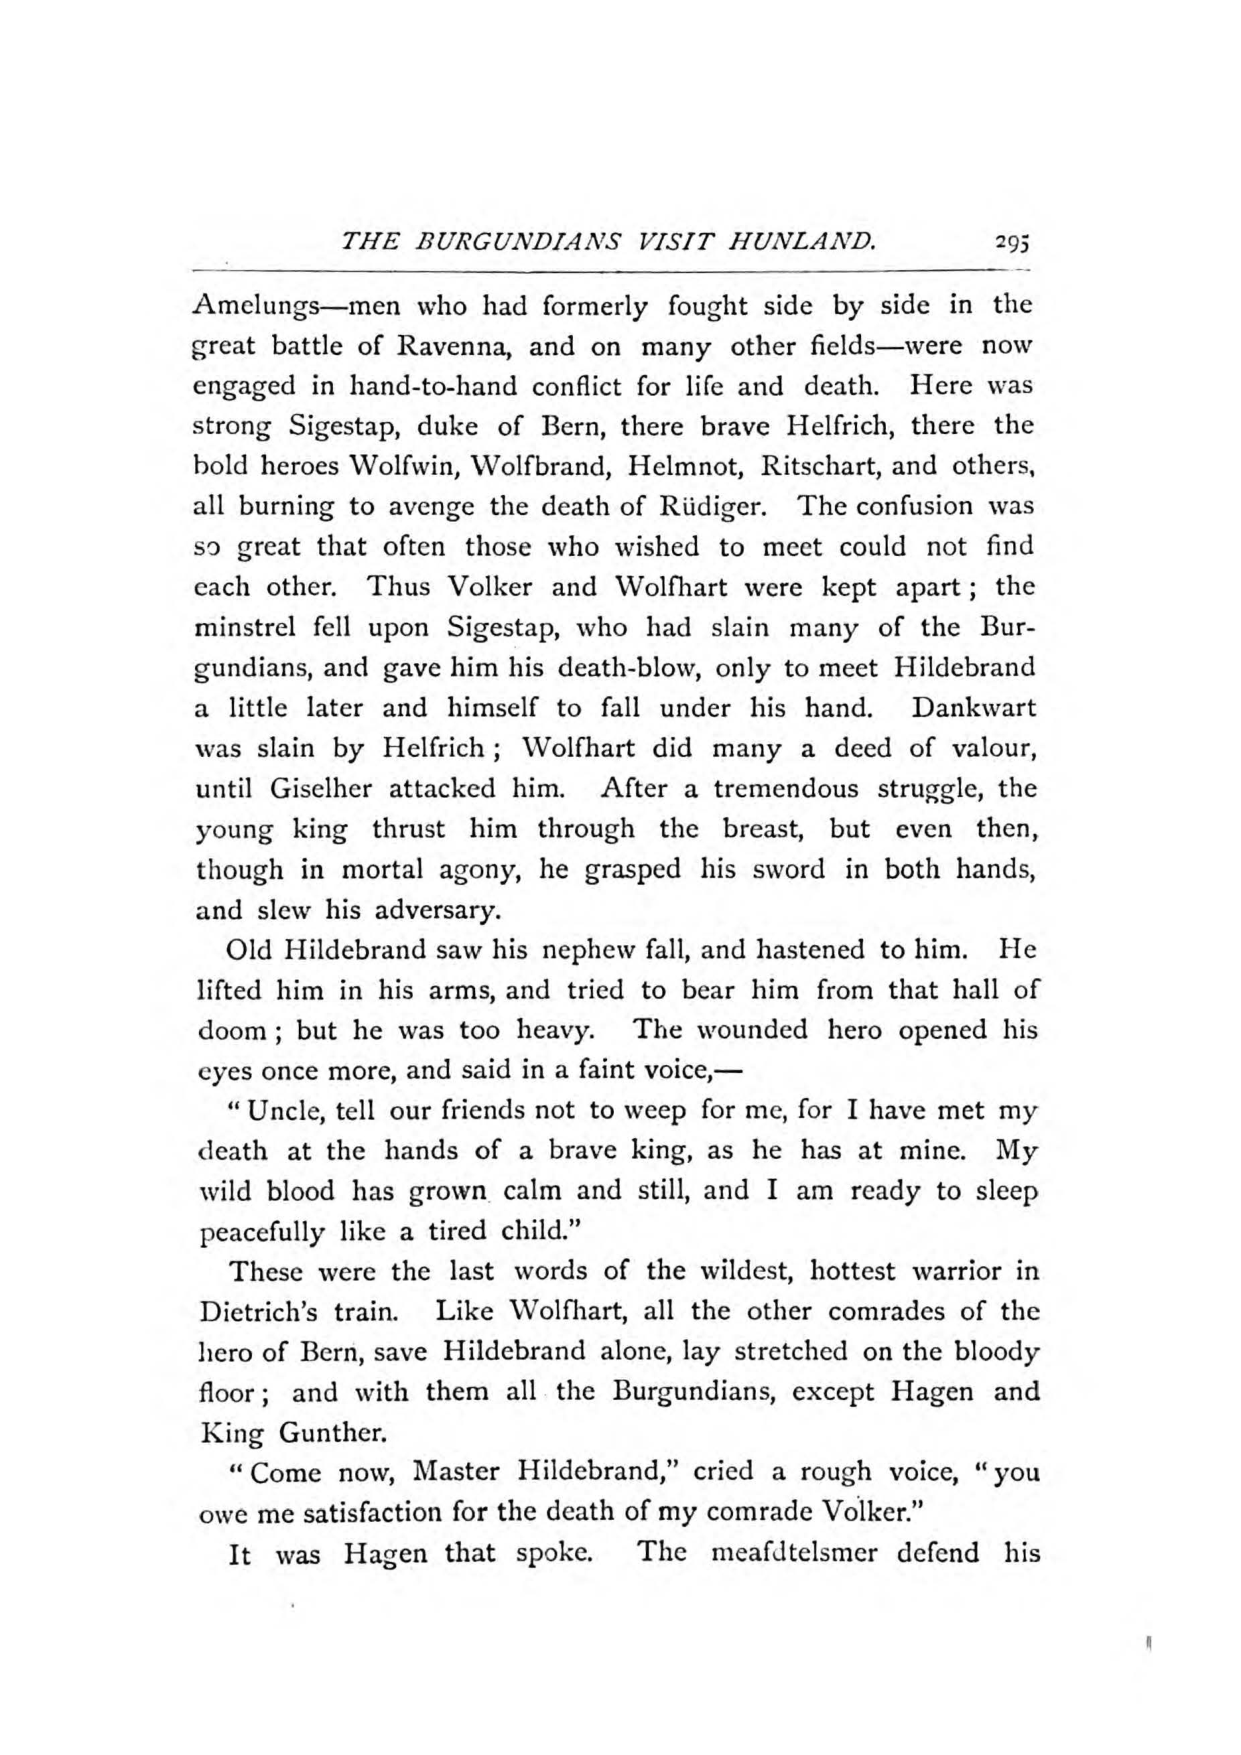 THE BURGUNDIANS VISIT HUNLAND. 295
Amelungs—men who had formerly fought side by side in the
great battle of Ravenna, and on many other fields—were now
engaged in hand-to-hand conflict for life and death. Here was
strong Sigestap, duke of Bern, there brave Helfrich, there the
bold heroes Wolfwin, Wolfbrand, Helmnot, Ritschart, and others,
all burning to avenge the death of Rüdiger. The confusion was
so great that often those who wished to meet could not find
each other. Thus Volker and Wolfhart were kept apart; the
minstrel fell upon Sigestap, who had slain many of the Bur-
gundians, and gave him his death-blow, only to meet Hildebrand
a little later and himself to fall under his hand. Dankwart
was slain by Helfrich; Wolfhart did many a deed of valour,
until Giselher attacked him. After a tremendous struggle, the
young king thrust him through the breast, but even then,
though in mortal agony, he grasped his sword in both hands,
and slew his adversary.
Old Hildebrand saw his nephew fall, and hastened to him. He
lifted him in his arms, and tried to bear him from that hall of
doom; but he was too heavy. The wounded hero opened his
eyes once more, and said in a faint voice,—
“Uncle, tell our friends not to weep for me, for I have met my
death at the hands of a brave king, as he has at mine. My
wild blood has grown calm and still, and I am ready to sleep
peacefully like a tired child.”
These were the last words of the wildest, hottest warrior in
Dietrich’s train. Like Wolfhart, all the other comrades of the
hero of Bern, save Hildebrand alone, lay stretched on the bloody
floor; and with them all the Burgundians, except Hagen and
King Gunther.
“Come now, Master Hildebrand,” cried a rough voice, “you
owe me satisfaction for the death of my comrade Volker.”
It was Hagen that spoke. The meafdtelsmer defend his